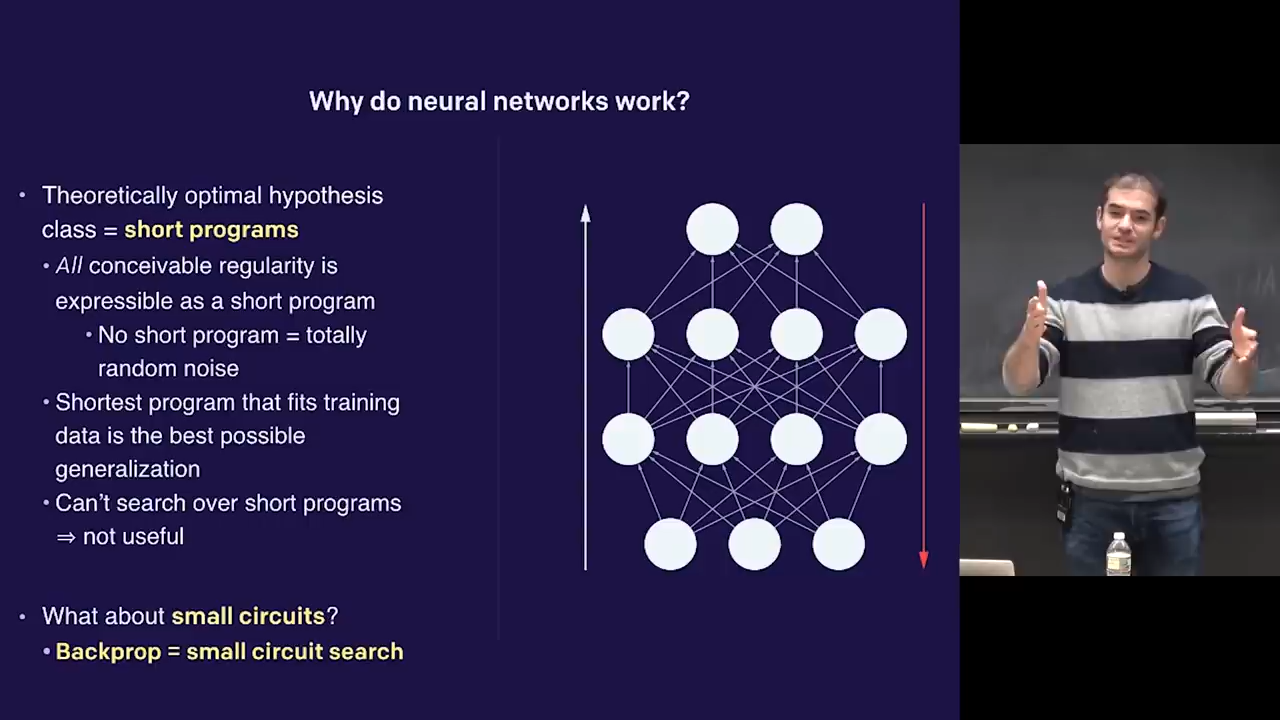 Why do neural networks work?
• Theoretically optimal hypothesis
class = short programs
• All conceivable regularity is
expressible as a short program
• No short program = totally
random noise
• Shortest program that fits training
data is the best possible
generalization
• Can't search over short programs
⇒ not useful
• What about small circuits?
• Backprop = small circuit search